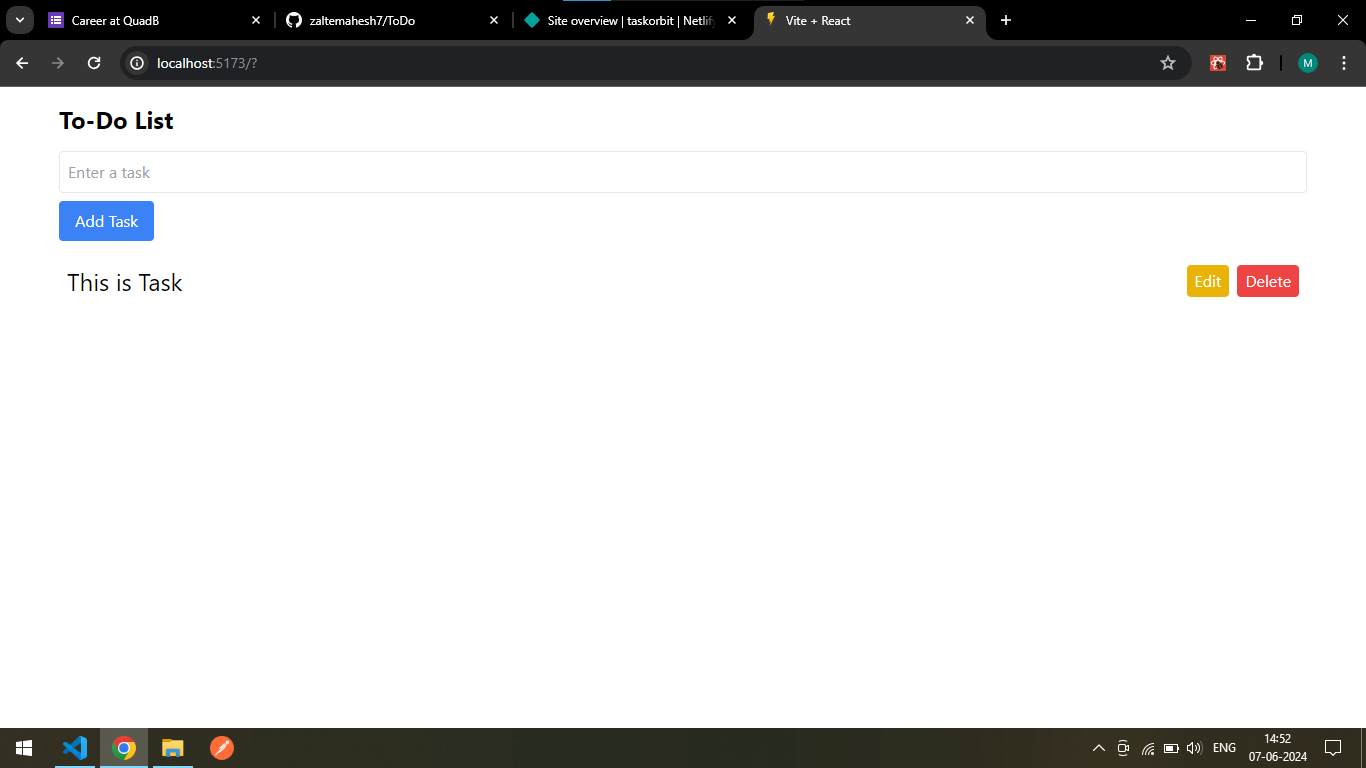 Career at QuadB
zaltemahesh7/ToDo
Site overview | taskorbit | Netlify
Vite + React
localhost:5173/?
M
To-Do List
Enter a task
Add Task
This is Task
Edit
Delete
ENG
14:52
07-06-2024